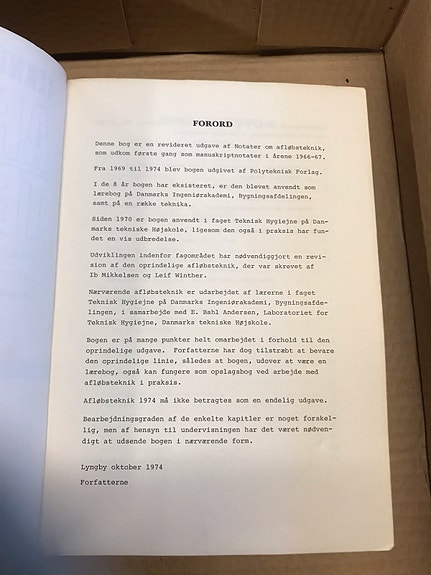 FORORD
Denne bog er en revideret udgave af Notater om afløbsteknik,
som udkom første gang som manuskriptnotater i årene 1966-67.
Fra 1969 til 1974 blev bogen udgivet af Polyteknisk Forlag.
I de 8 år bogen har eksisteret, er den blevet anvendt som
lærebog på Danmarks Ingeniørakademi, Bygningsafdelingen,
samt på en række teknika.
Siden 1970 er bogen anvendt i faget Teknisk Hygiejne på Dan-
marks tekniske Højskole, ligesom den også i praksis har fun-
det en vis udbredelse.
Udviklingen indenfor fagområdet har nødvendiggjort en revi-
sion af den oprindelige afløbsteknik, der var skrevet af
Ib Mikkelsen og Leif Winther.
Nærværende afløbsteknik er udarbejdet af lærerne i faget
Teknisk Hygiejne på Danmarks Ingeniørakademi, Bygningsafde-
lingen, i samarbejde med E. Bahl Andersen, Laboratoriet for
Teknisk Hygiejne, Danmarks tekniske Højskole.
Bogen er på mange punkter helt omarbejdet i forhold til den
oprindelige udgave. Forfatterne har dog tilstræbt at bevare
den oprindelige linie, således at bogen, udover at være en
lærebog, også kan fungere som opslagsbog ved arbejde med
afløbsteknik i praksis.
Afløbsteknik 1974 må ikke betragtes som en endelig udgave.
Bearbejdningsgraden af de enkelte kapitler er noget forskel-
lig, men af hensyn til undervisningen har det været nødven-
digt at udsende bogen i nærværende form.
Lyngby oktober 1974
Forfatterne